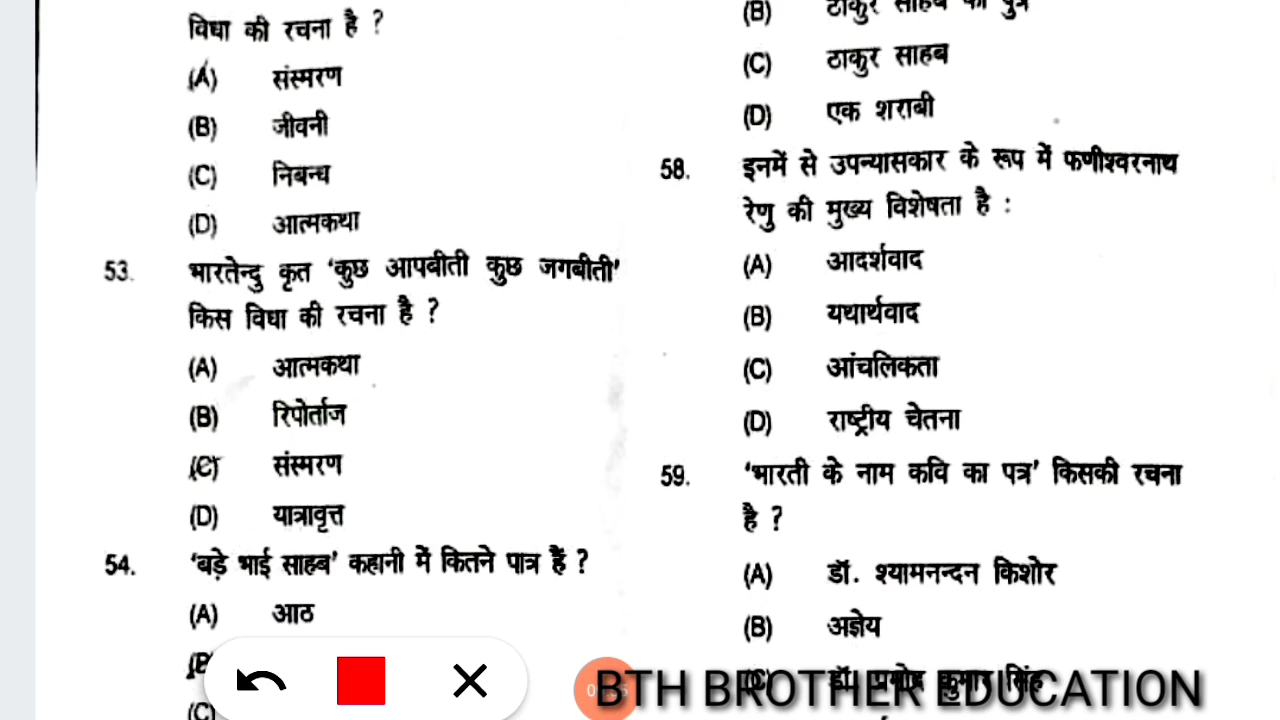 विधा की रचना है ?
(A) संस्मरण
(B) जीवनी
(C) निबन्ध
(D) आत्मकथा
53. भारतेन्दु कृत 'कुछ आपबीती कुछ जगबीती'
किस विधा की रचना है ?
(A) आत्मकथा
(B) रिपोर्ताज
(C) संस्मरण
(D) यात्रावृत्त
54. 'बड़े भाई साहब' कहानी में कितने पात्र हैं ?
(A) आठ
(B
(C)
(B) ठाकुर साहब का पुत्र
(C) ठाकुर साहब
(D) एक शराबी
58. इनमें से उपन्यासकार के रूप में फणीश्वरनाथ
रेणु की मुख्य विशेषता है :
(A) आदर्शवाद
(B) यथार्थवाद
(C) आंचलिकता
(D) राष्ट्रीय चेतना
59. 'भारती के नाम कवि का पत्र' किसकी रचना
है ?
(A) डॉ. श्यामनन्दन किशोर
(B) अज्ञेय
(C) डॉ. प्रमोद कुमार सिंह
BTH BROTHER EDUCATION